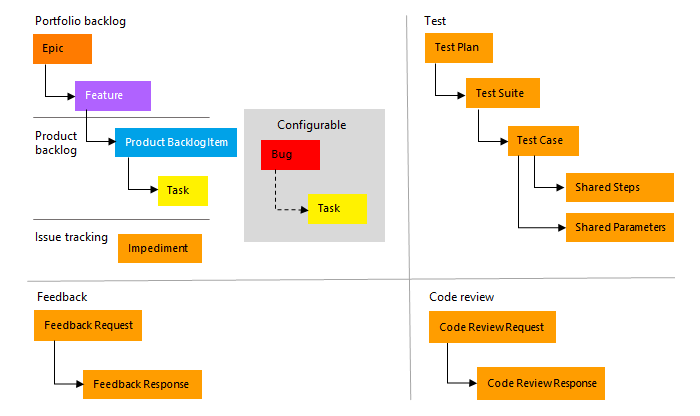 Portfolio backlog
Epic
Feature
Product
backlog
Product Backlog Item
Task
Configurable
Bug
Task
Issue tracking
Impediment
Test
Test Plan
Test Suite
Test Case
Shared Steps
Shared Parameters
Feedback
Feedback Request
Feedback Response
Code review
Code Review Request
Code Review Response